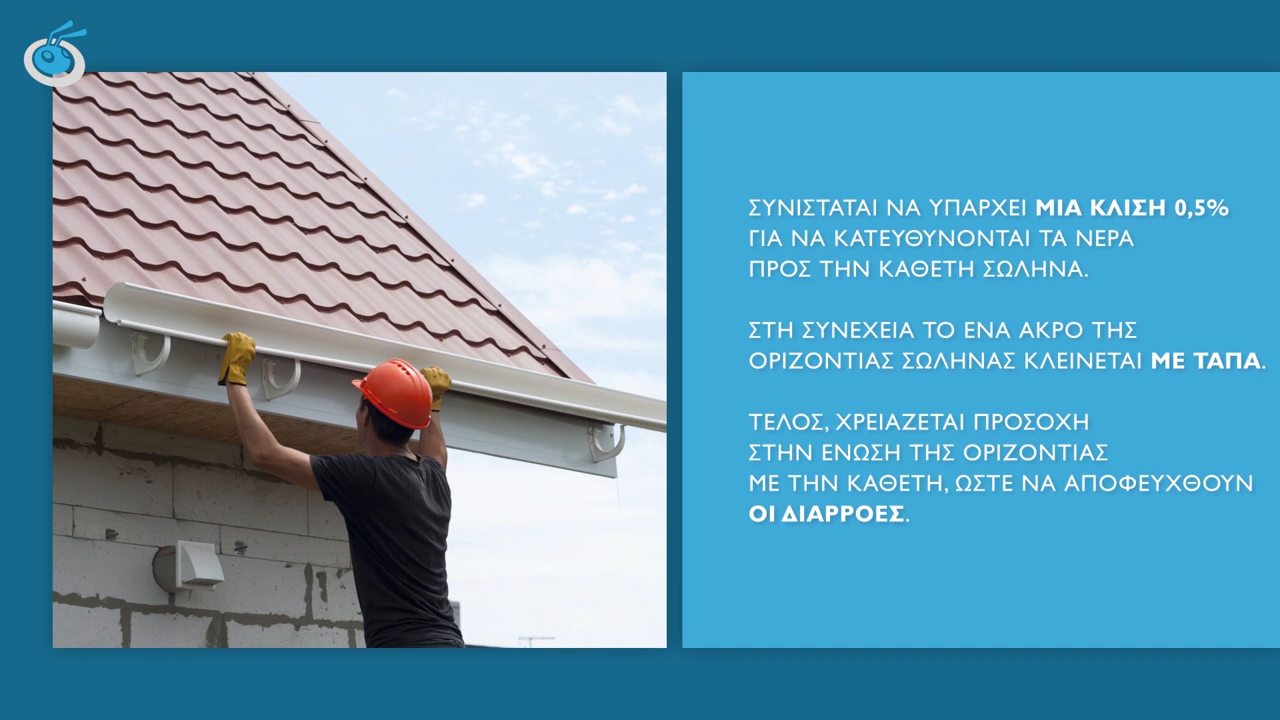 ΣΥΝΙΣΤΑΤΑΙ ΝΑ ΥΠΑΡΧΕΙ ΜΙΑ ΚΛΙΣΗ 0,5%
ΓΙΑ ΝΑ ΚΑΤΕΥΘΥΝΟΝΤΑΙ ΤΑ ΝΕΡΑ
ΠΡΟΣ ΤΗΝ ΚΑΘΕΤΗ ΣΩΛΗΝΑ.
ΣΤΗ ΣΥΝΕΧΕΙΑ ΤΟ ΕΝΑ ΑΚΡΟ ΤΗΣ
ΟΡΙΖΟΝΤΙΑΣ ΣΩΛΗΝΑΣ ΚΛΕΙΝΕΤΑΙ ΜΕ ΤΑΠΑ.
ΤΕΛΟΣ, ΧΡΕΙΑΖΕΤΑΙ ΠΡΟΣΟΧΗ
ΣΤΗΝ ΕΝΩΣΗ ΤΗΣ ΟΡΙΖΟΝΤΙΑΣ
ΜΕ ΤΗΝ ΚΑΘΕΤΗ, ΩΣΤΕ ΝΑ ΑΠΟΦΕΥΧΘΟΥΝ
ΟΙ ΔΙΑΡΡΟΕΣ.